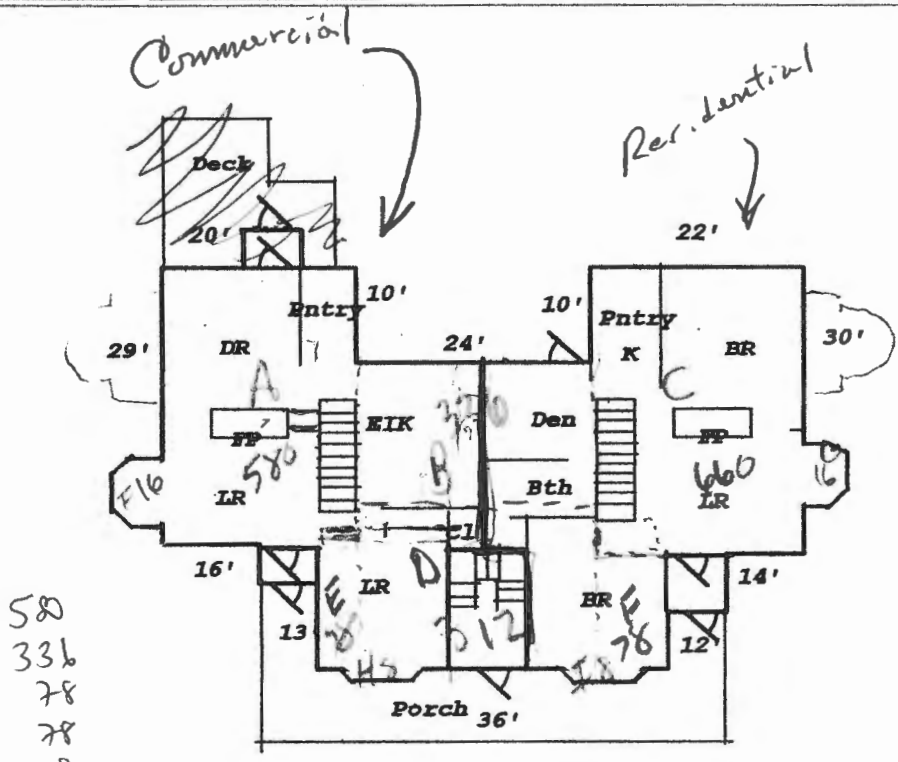 Commercial
Residential
Deck
20'
22'
Pntry
10'
10'
Pntry
29'
DR
24'
K
BR
30'
A
C
EIK
Den
FP
FP
580
B
660
F16
LR
Bth
LR
16'
D
14'
LR
E
BR
E
13
312
78
12'
H8
I8
Porch
36'
580
336
78
78